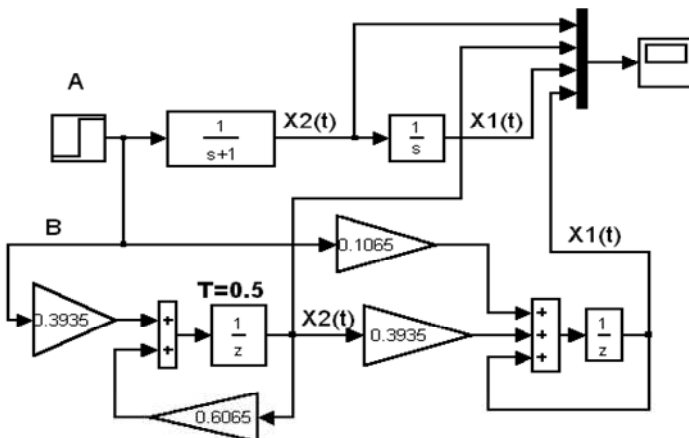 A
1
s+1
X2(t)
1
s
X1(t)
B
0.1065
X1(t)
0.3935
T=0.5
1
z
X2(t)
0.3935
1
z
0.6065
+
+
+
+
+